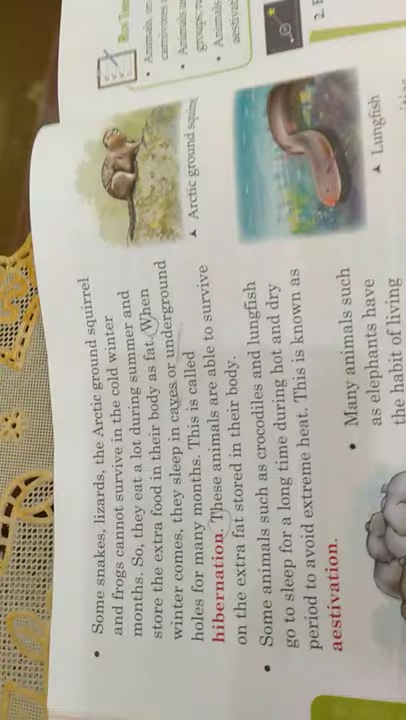 • Some snakes, lizards, the Arctic ground squirrel
and frogs cannot survive in the cold winter
months. So, they eat a lot during summer and
store the extra food in their body as fat. When
winter comes, they sleep in caves or underground
holes for many months. This is called
hibernation. These animals are able to survive
on the extra fat stored in their body.
• Some animals such as crocodiles and lungfish
go to sleep for a long time during hot and dry
period to avoid extreme heat. This is known as
aestivation.
• Many animals such
as elephants have
the habit of living
Arctic ground
Lungfish
• Animals
carnivores
• Animals
• Animals
2.